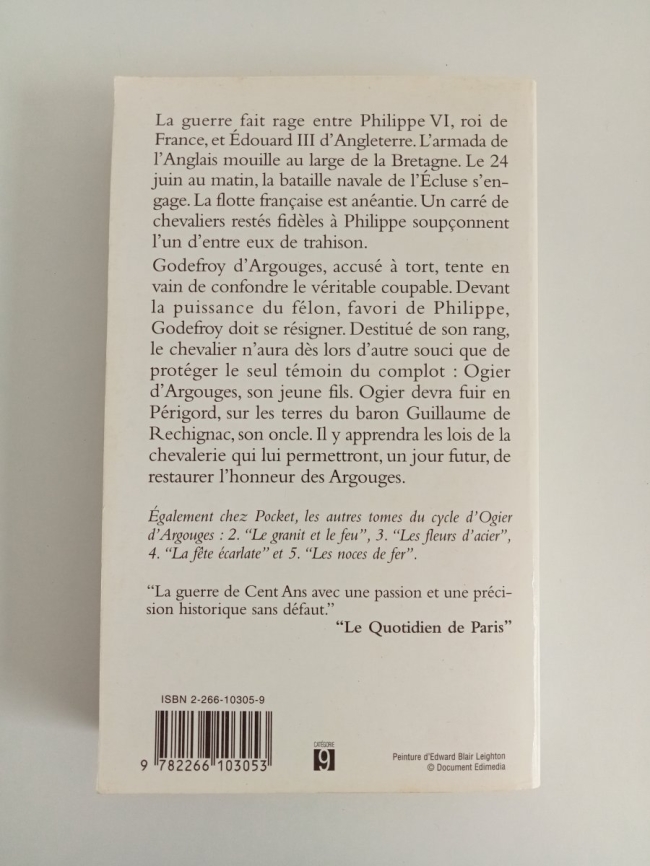 La guerre fait rage entre Philippe VI, roi de
France, et Édouard III d'Angleterre. L'armada de
l'Anglais mouille au large de la Bretagne. Le 24
juin au matin, la bataille navale de l'Écluse s'en-
gage. La flotte française est anéantie. Un carré de
chevaliers restés fidèles à Philippe soupçonnent
l'un d'entre eux de trahison.
Godefroy d'Argouges, accusé à tort, tente en
vain de confondre le véritable coupable. Devant
la puissance du félon, favori de Philippe,
Godefroy doit se résigner. Destitué de son rang,
le chevalier n'aura dès lors d'autre souci que de
protéger le seul témoin du complot : Ogier
d'Argouges, son jeune fils. Ogier devra fuir en
Périgord, sur les terres du baron Guillaume de
Rechignac, son oncle. Il y apprendra les lois de la
chevalerie qui lui permettront, un jour futur, de
restaurer l'honneur des Argouges.
Également chez Pocket, les autres tomes du cycle d'Ogier
d'Argouges : 2. “Le granit et le feu”, 3. “Les fleurs d'acier”,
4. “La fête écarlate” et 5. “Les noces de fer”.
“La guerre de Cent Ans avec une passion et une préci-
sion historique sans défaut.”
“Le Quotidien de Paris”
ISBN 2-266-10305-9
9 782266 103053
CATÉGORIE
9
Peinture d'Edward Blair Leighton
© Document Edimedia